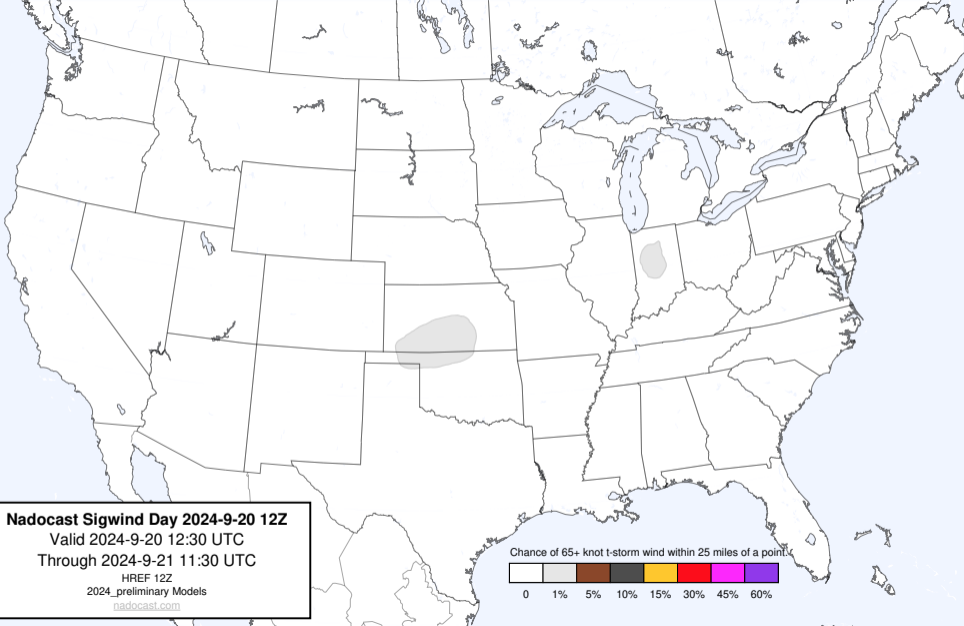 Nadocast Sigwind Day 2024-9-20 12Z
Valid 2024-9-20 12:30 UTC
Through 2024-9-21 11:30 UTC
HREF 12Z
2024_preliminary Models
nadocast.com
Chance of 65+ knot t-storm wind within 25 miles of a point.
0 1% 5% 10% 15% 30% 45% 60%